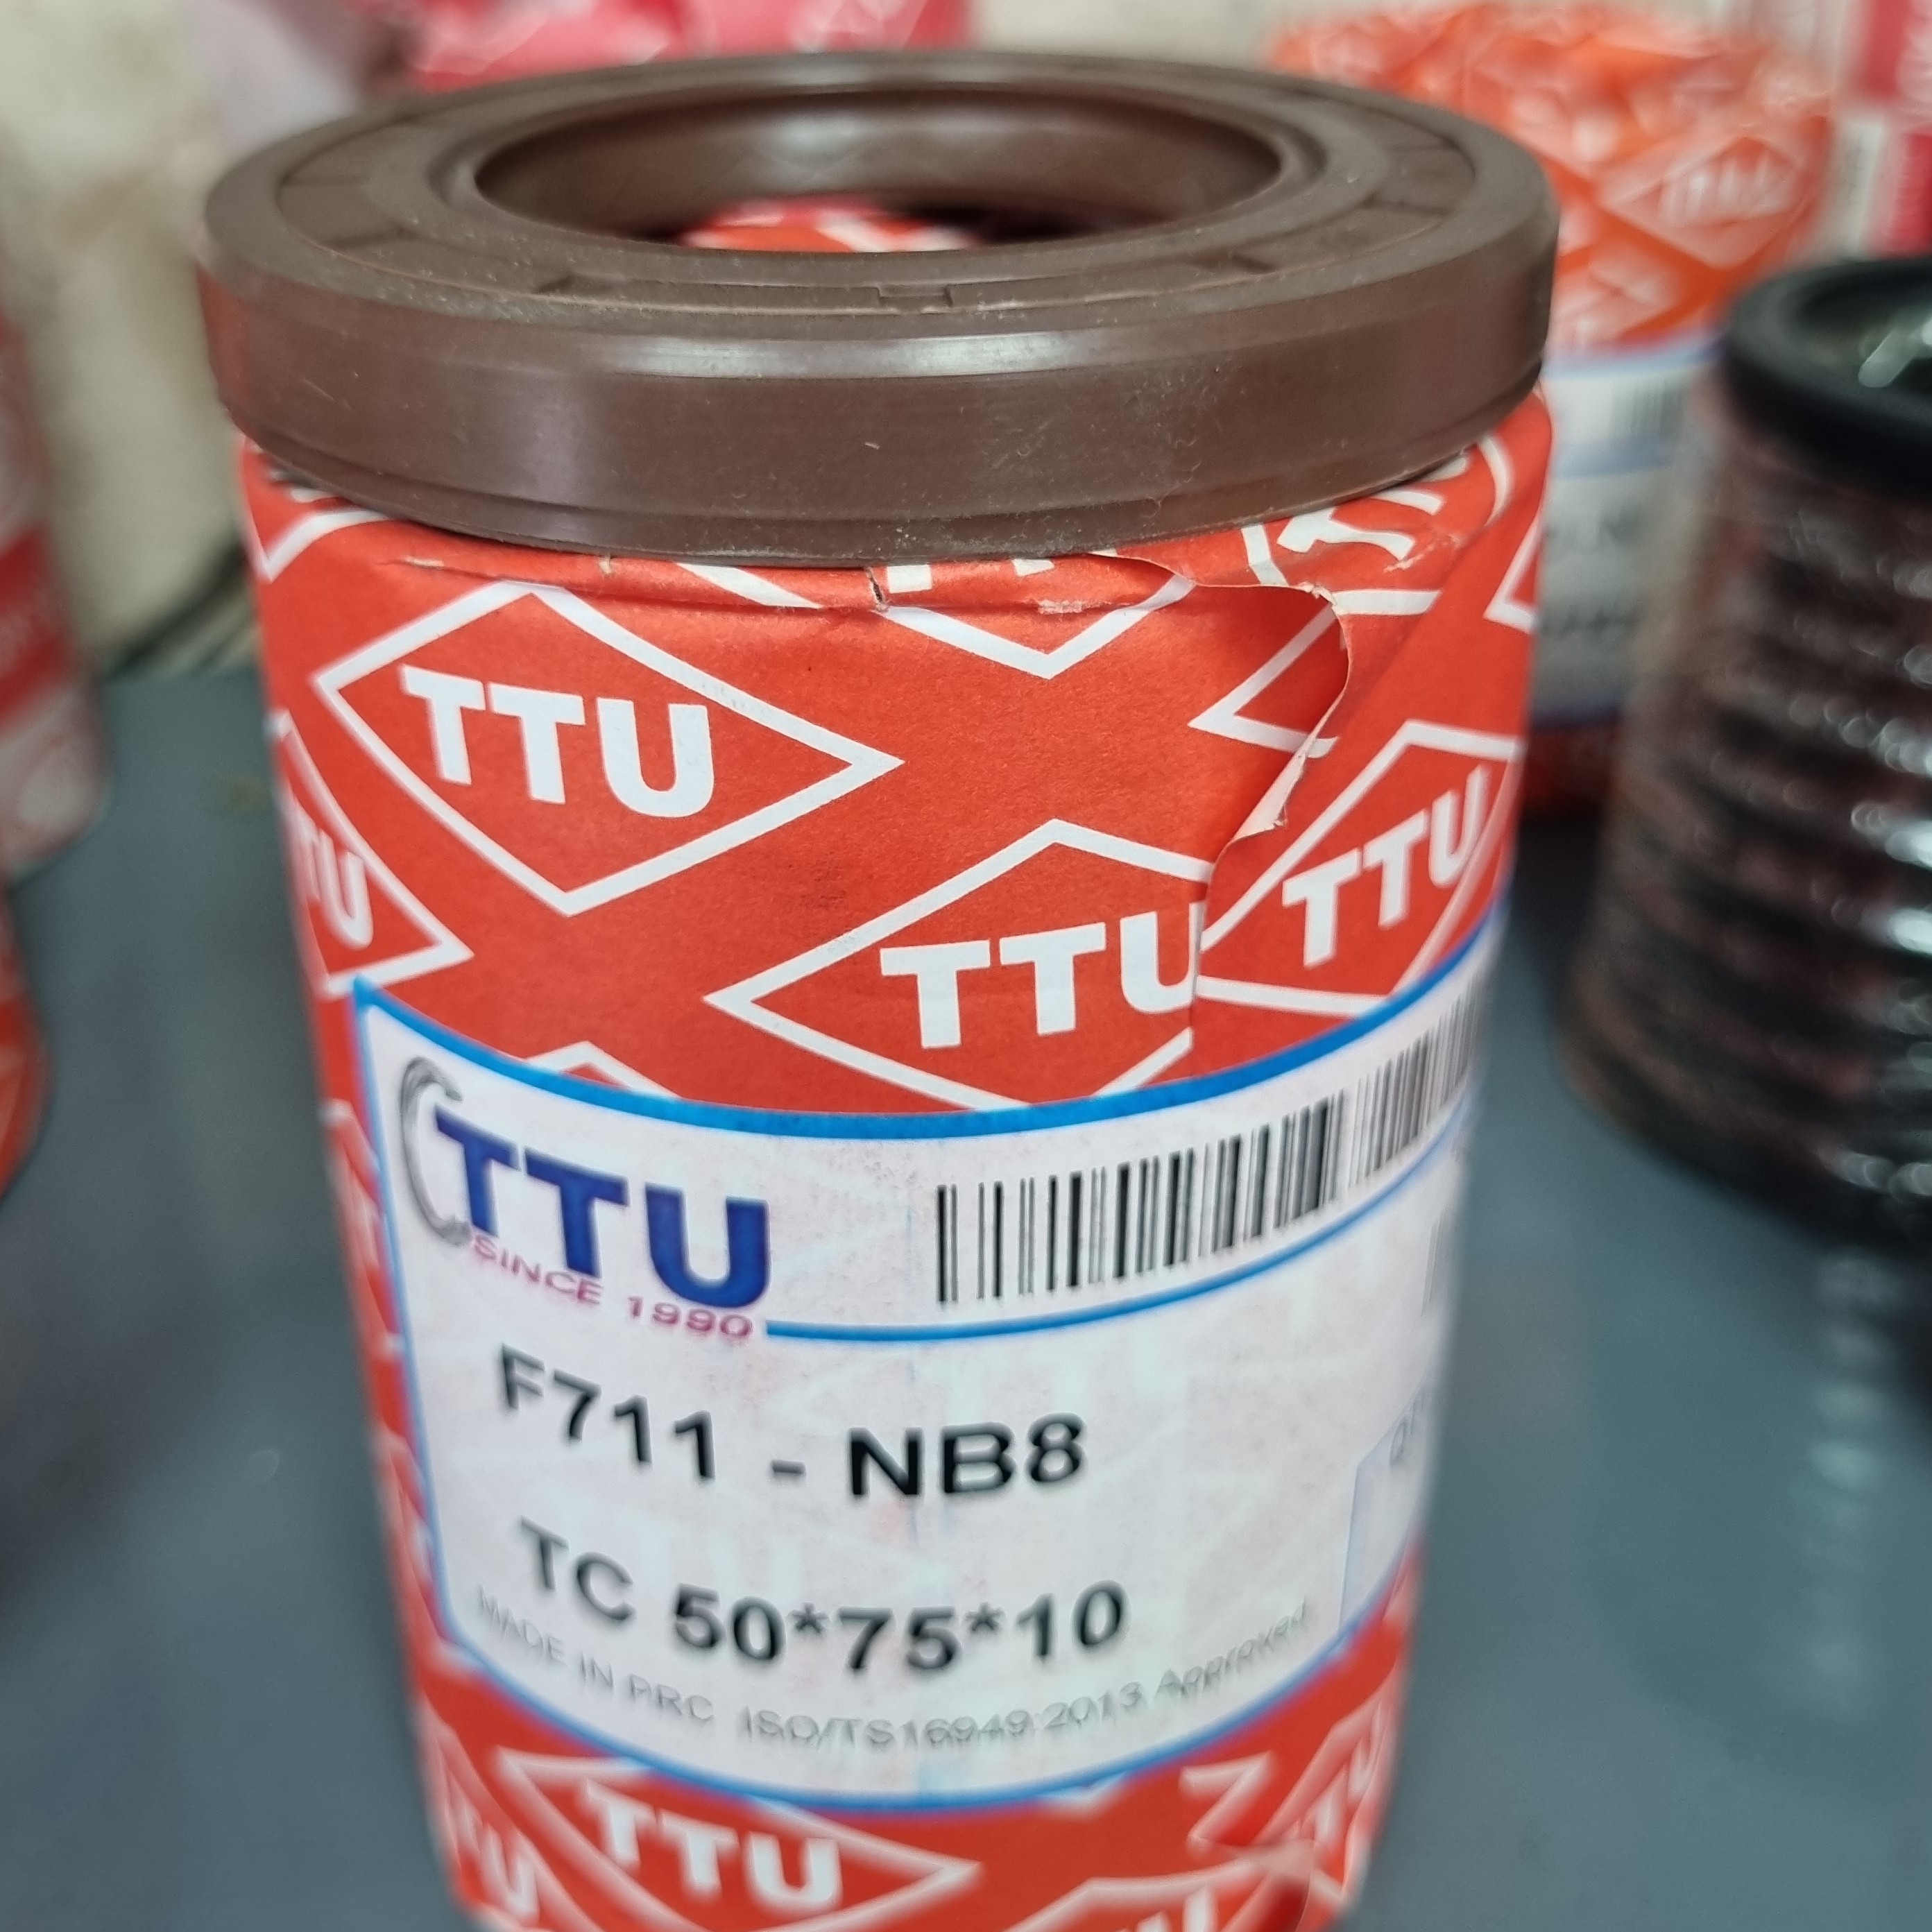 TTU
TTU
TTU
TTU
TTU
SINCE 1990
F711 - NB8
TC 50*75*10
MADE IN PRC ISO/TS16949:2013 Approved
TTU
TTU